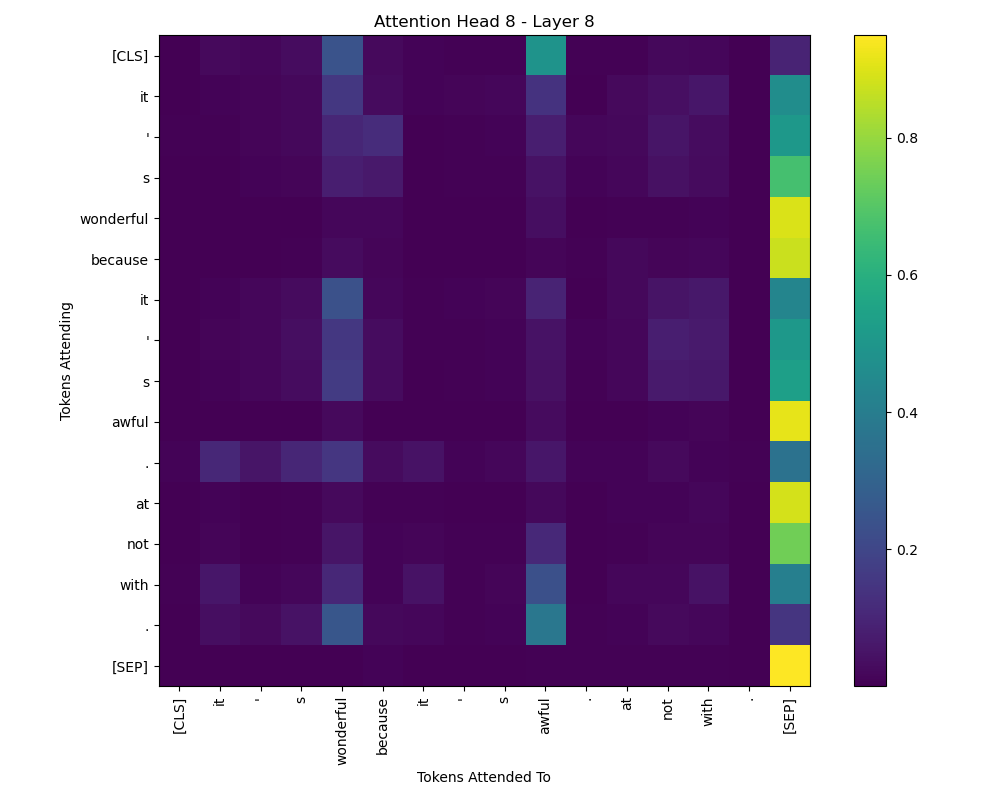 Attention Head 8 - Layer 8
Tokens Attending
[CLS]
it
'
s
wonderful
because
it
'
s
awful
.
at
not
with
.
[SEP]
[CLS]
it
'
s
wonderful
because
it
'
s
awful
.
at
not
with
.
[SEP]
Tokens Attended To
0.8
0.6
0.4
0.2